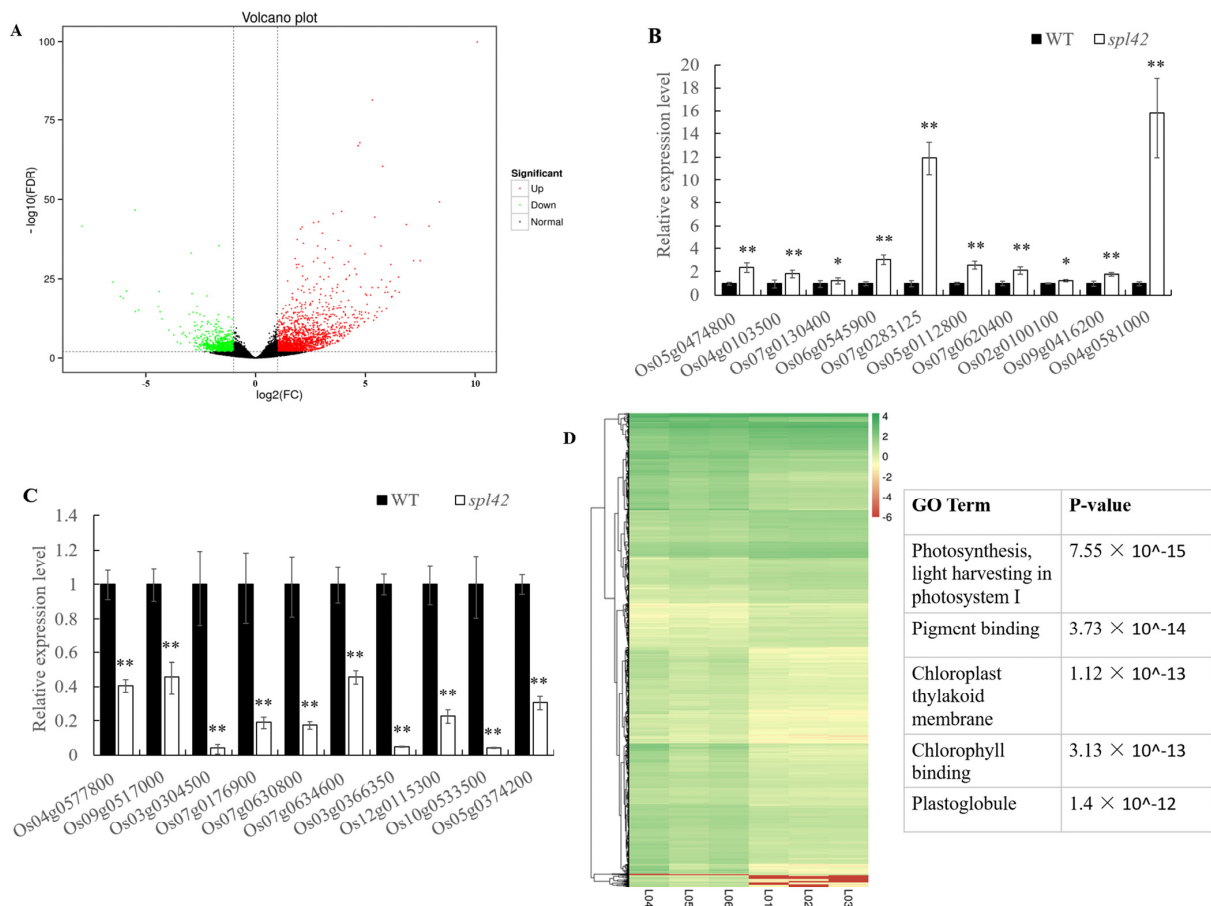 A
Volcano plot
100
75
50
25
0
-5
0
5
10
- log10(FDR)
log2(FC)
Significant
Up
Down
Normal
B
WT spl42
20
18
16
14
12
10
8
6
4
2
0
Relative expression level
**
**
*
**
**
**
**
*
**
**
Os05g0474800
Os04g0103500
Os07g0130400
Os06g0545900
Os07g0283125
Os05g0112800
Os07g0620400
Os02g0100100
Os09g0416200
Os04g0581000
C
WT spl42
1.4
1.2
1
0.8
0.6
0.4
0.2
0
Relative expression level
**
**
**
**
**
**
**
**
**
**
Os04g0577800
Os09g0517000
Os03g0304500
Os07g0176900
Os07g0630800
Os07g0634600
Os03g0366350
Os12g0115300
Os10g0533500
Os05g0374200
D
4
2
0
-2
-4
-6
L04
L05
L06
L01
L02
L03
GO Term P-value
Photosynthesis, 7.55 × 10^-15
light harvesting in
photosystem I
Pigment binding 3.73 × 10^-14
Chloroplast 1.12 × 10^-13
thylakoid
membrane
Chlorophyll 3.13 × 10^-13
binding
Plastoglobule 1.4 × 10^-12